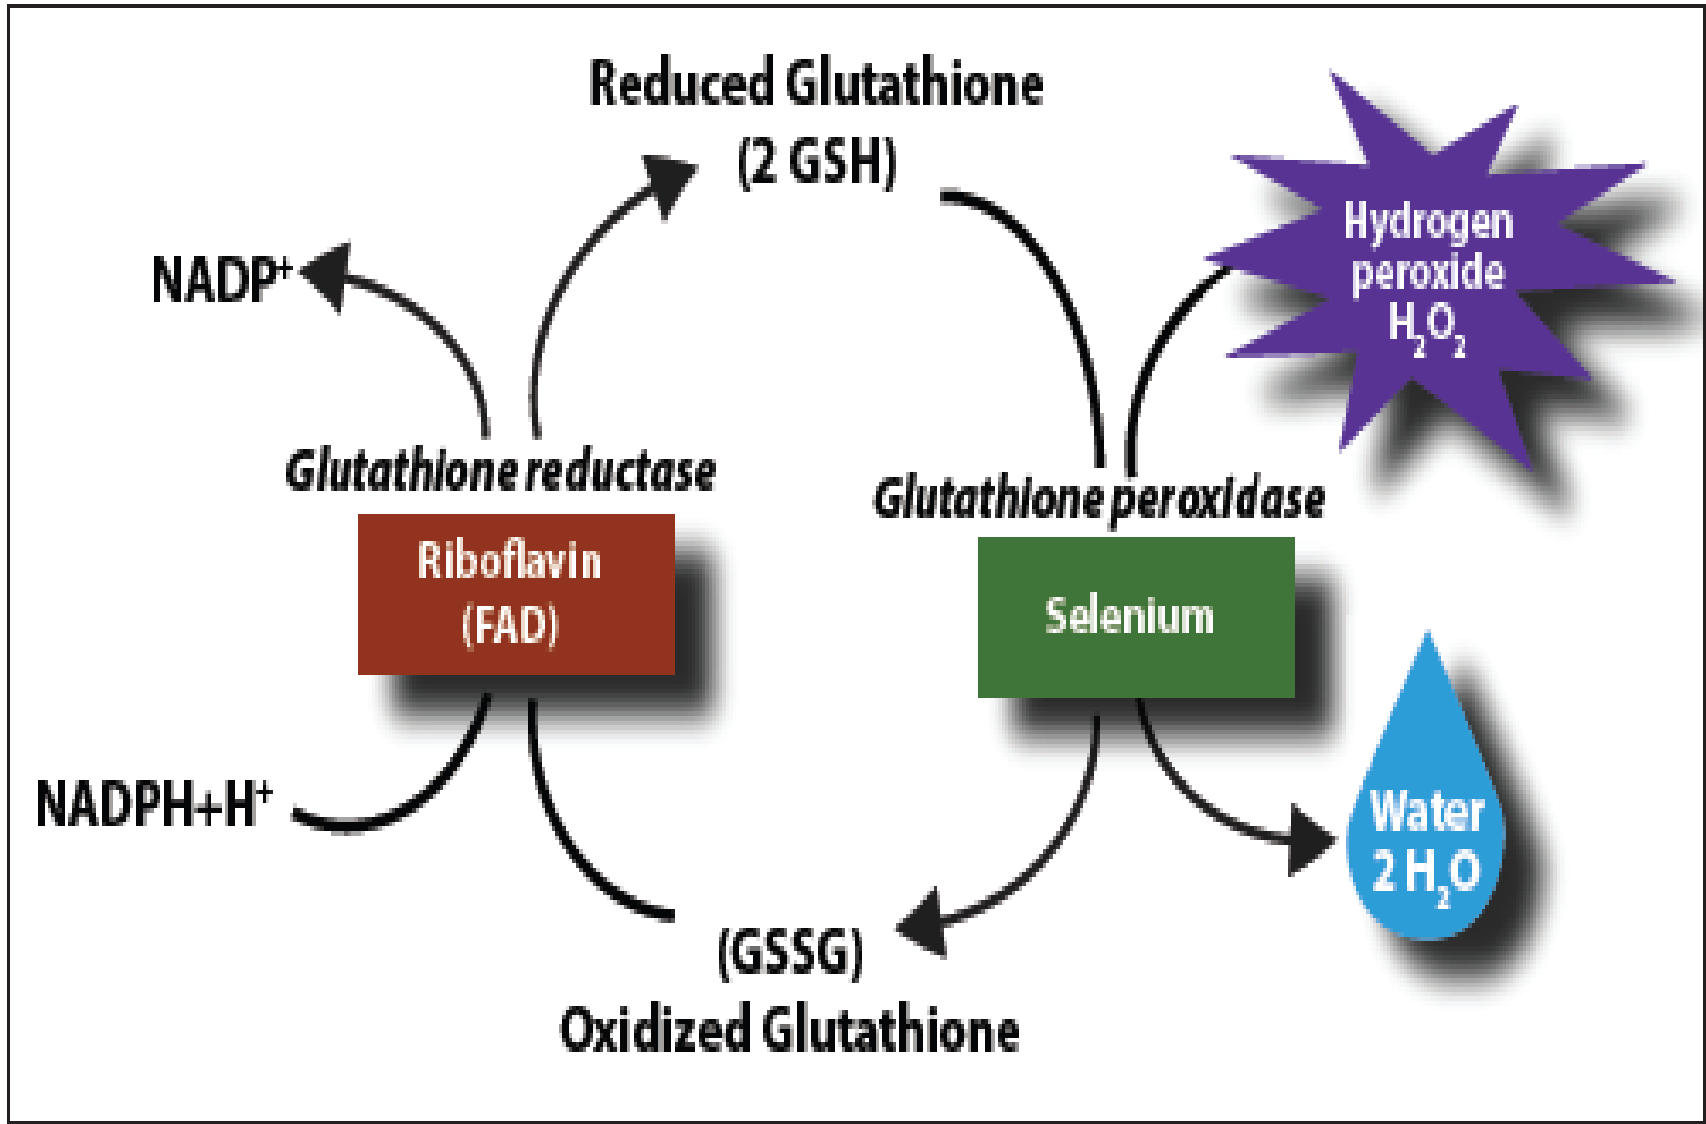 Reduced Glutathione
(2 GSH)
Hydrogen
peroxide
H₂O₂
NADP⁺
Glutathione reductase
Glutathione peroxidase
Riboflavin
(FAD)
Selenium
NADPH+H⁺
Water
2 H₂O
(GSSG)
Oxidized Glutathione